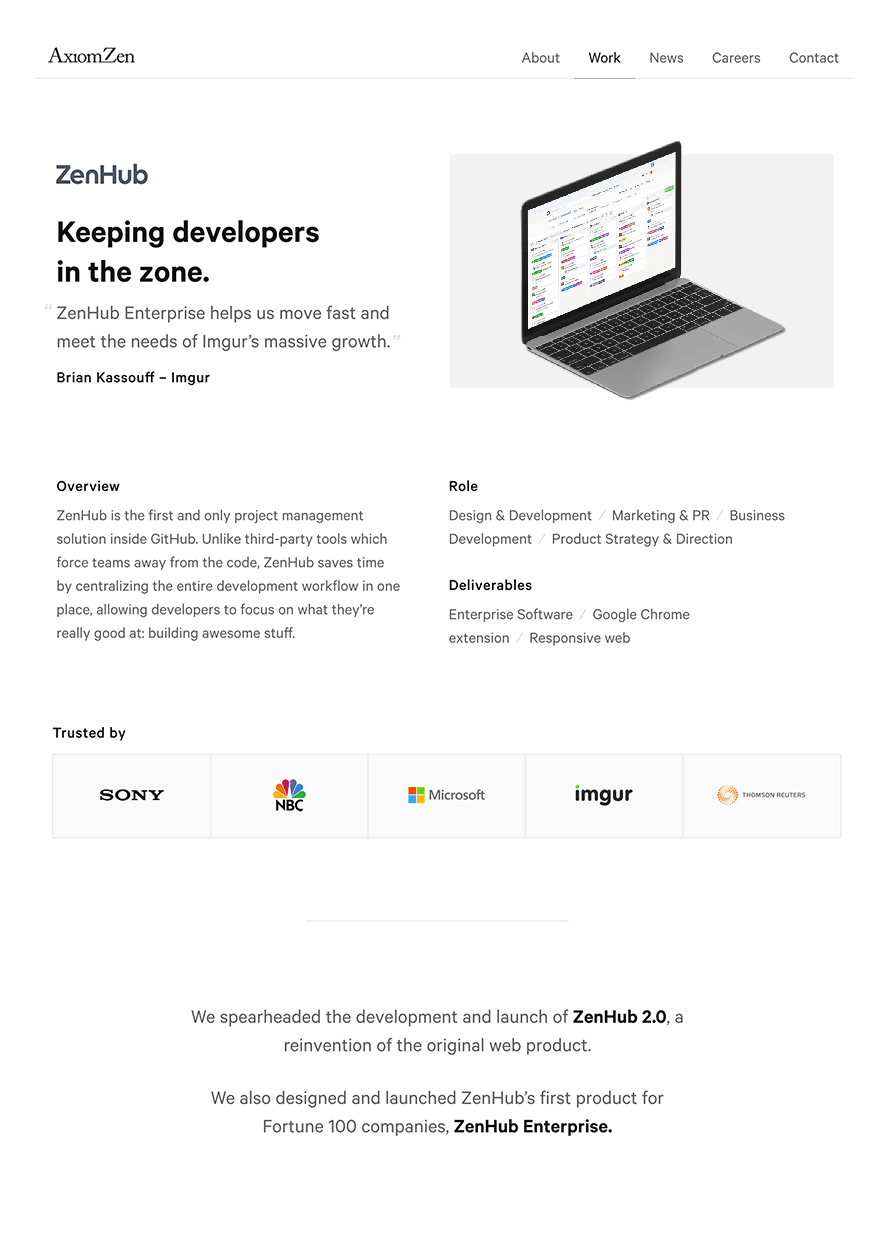 AxıomZen
About Work News Careers Contact
ZenHub
Keeping developers
in the zone.
“ ZenHub Enterprise helps us move fast and
meet the needs of Imgur’s massive growth. ”
Brian Kassouff – Imgur
Overview
ZenHub is the first and only project management
solution inside GitHub. Unlike third-party tools which
force teams away from the code, ZenHub saves time
by centralizing the entire development workflow in one
place, allowing developers to focus on what they’re
really good at: building awesome stuff.
Role
Design & Development / Marketing & PR / Business
Development / Product Strategy & Direction
Deliverables
Enterprise Software / Google Chrome
extension / Responsive web
Trusted by
SONY
NBC
Microsoft
imgur
THOMSON REUTERS
We spearheaded the development and launch of ZenHub 2.0, a
reinvention of the original web product.
We also designed and launched ZenHub’s first product for
Fortune 100 companies, ZenHub Enterprise.